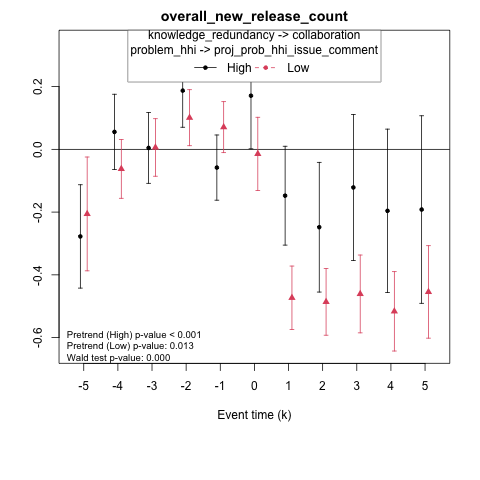 overall_new_release_count
knowledge_redundancy -> collaboration
problem_hhi -> proj_prob_hhi_issue_comment
High Low
0.2
0.0
-0.2
-0.4
-0.6
Pretrend (High) p-value < 0.001
Pretrend (Low) p-value: 0.013
Wald test p-value: 0.000
-5 -4 -3 -2 -1 0 1 2 3 4 5
Event time (k)